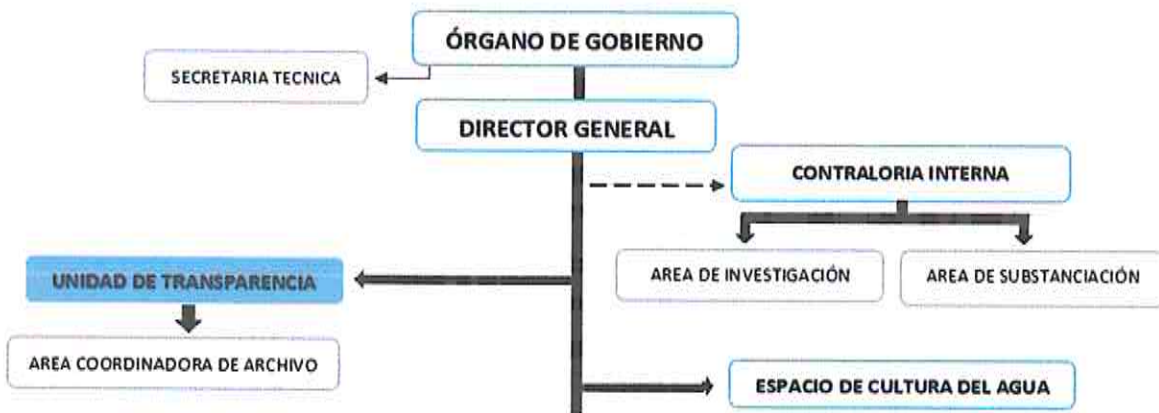 ÓRGANO DE GOBIERNO
SECRETARIA TECNICA
DIRECTOR GENERAL
CONTRALORIA INTERNA
AREA DE INVESTIGACIÓN
AREA DE SUBSTANCIACIÓN
UNIDAD DE TRANSPARENCIA
AREA COORDINADORA DE ARCHIVO
ESPACIO DE CULTURA DEL AGUA